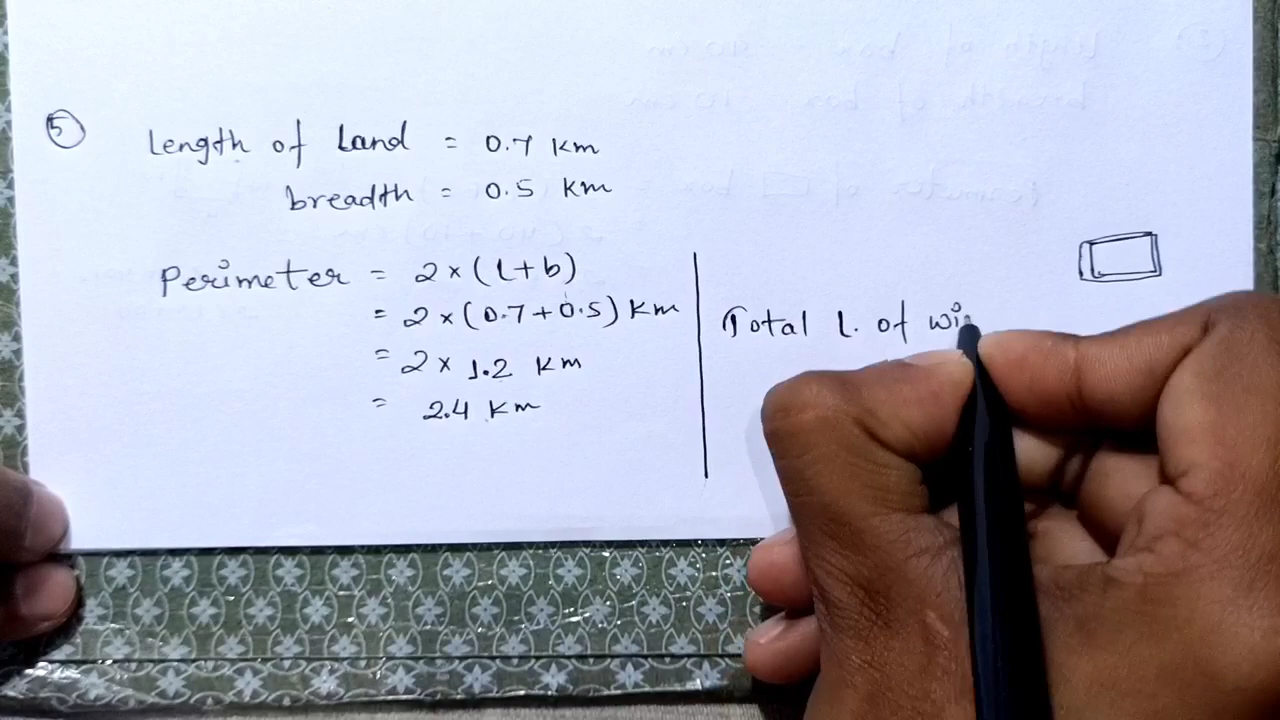 5
Length of Land = 0.7 km
breadth = 0.5 km
Perimeter = 2 × (l+b)
= 2 × (0.7+0.5) km
= 2 × 1.2 km
= 2.4 km
Total l. of wi